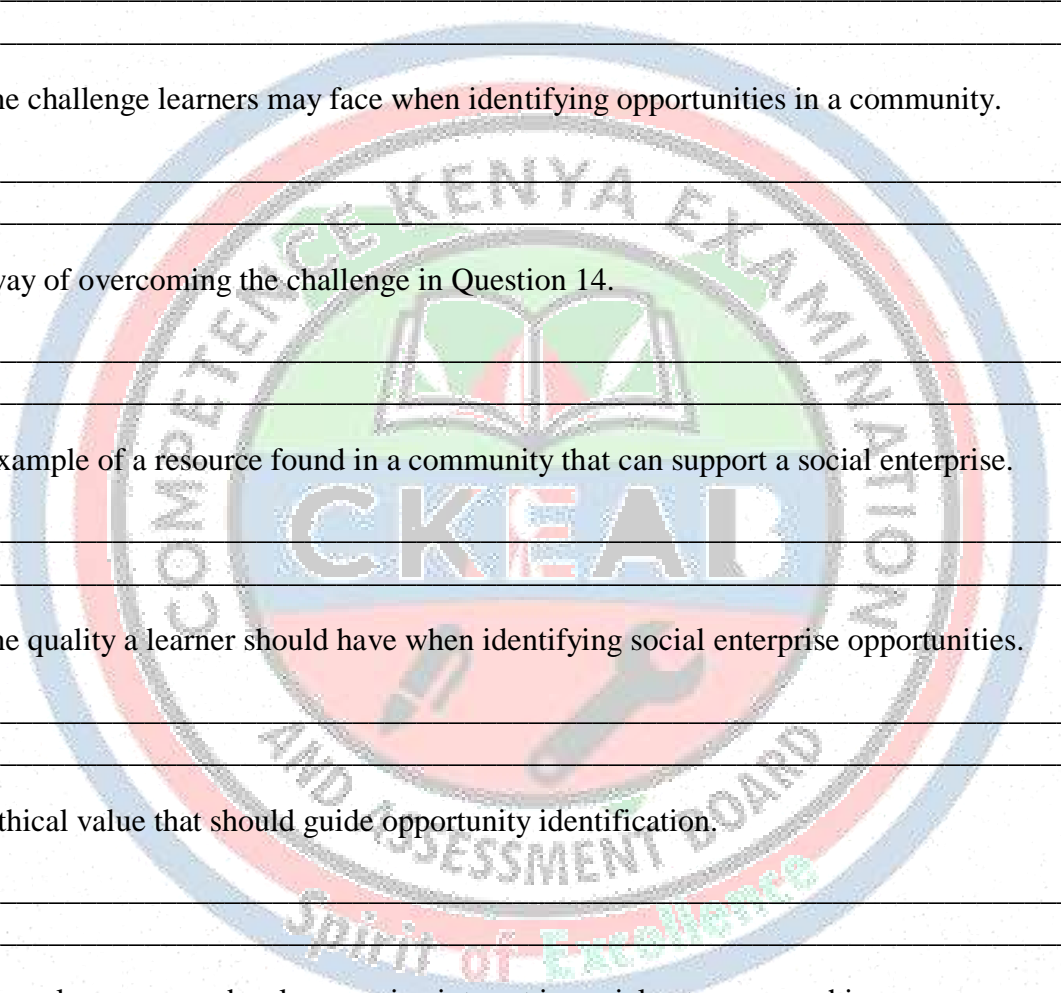 ne challenge learners may face when identifying opportunities in a community.
way of overcoming the challenge in Question 14.
xample of a resource found in a community that can support a social enterprise.
ne quality a learner should have when identifying social enterprise opportunities.
thical value that should guide opportunity identification.
COMPETENCE KENYA EXAMINATION
CKEAB
AND ASSESSMENT BOARD
Spirit of Excellence